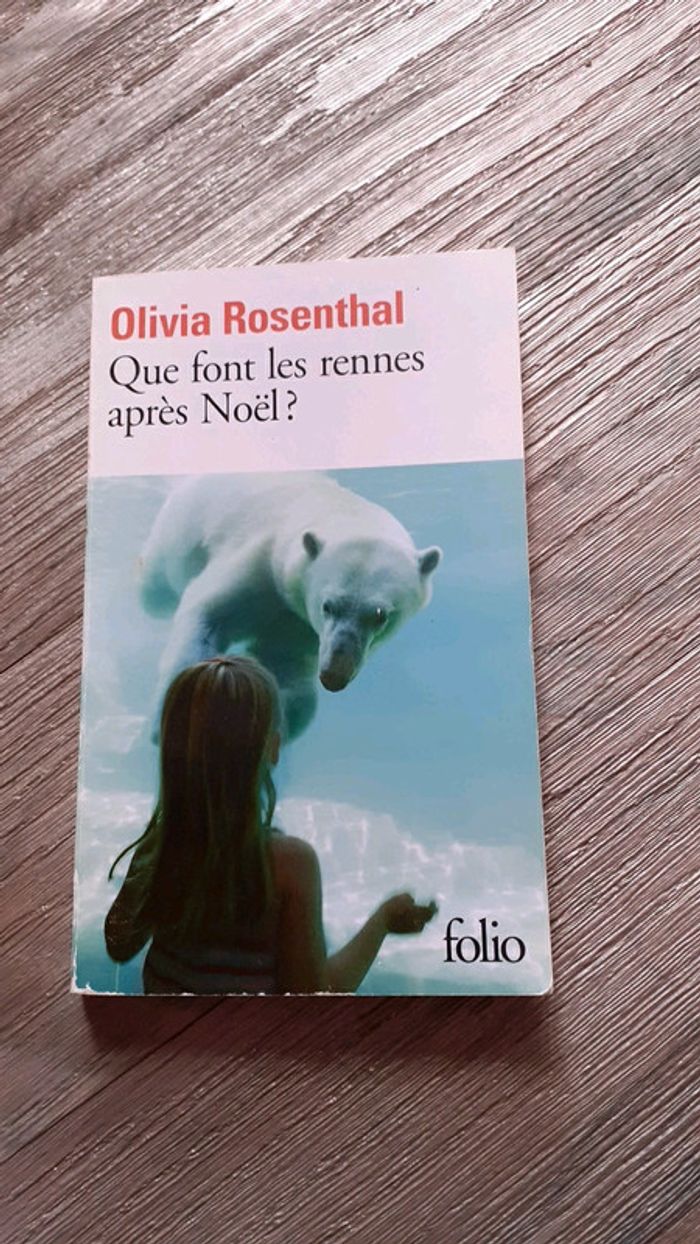 Olivia Rosenthal
Que font les rennes
après Noël ?
folio